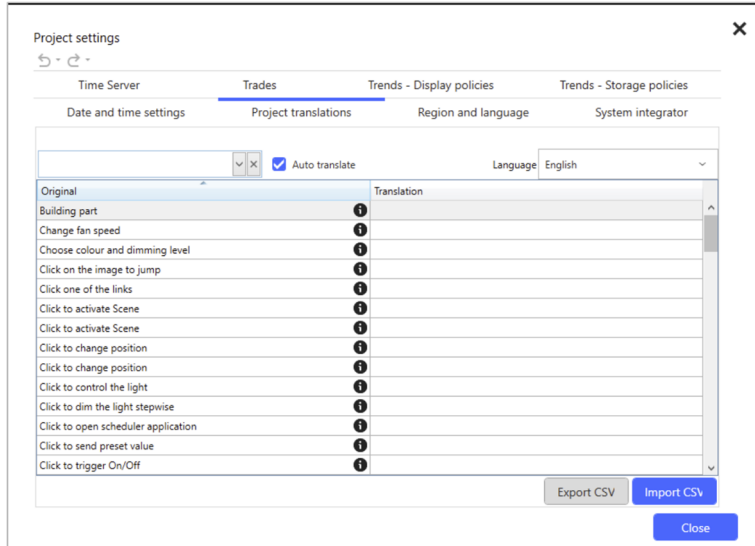 Project settings
Time Server Trades Trends - Display policies Trends - Storage policies
Date and time settings Project translations Region and language System integrator
Auto translate Language English
Original Translation
Building part
Change fan speed
Choose colour and dimming level
Click on the image to jump
Click one of the links
Click to activate Scene
Click to activate Scene
Click to change position
Click to change position
Click to control the light
Click to dim the light stepwise
Click to open scheduler application
Click to send preset value
Click to trigger On/Off
Export CSV Import CSV
Close